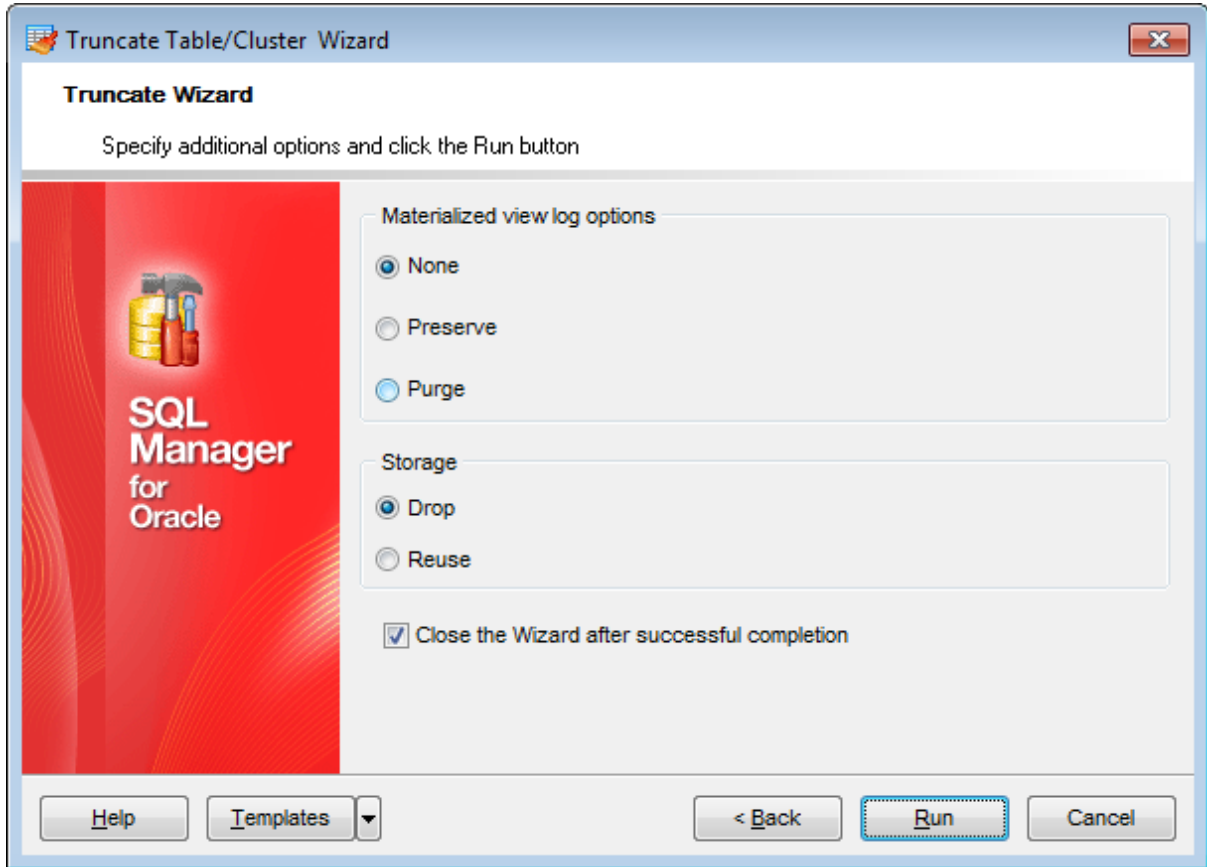 Truncate Table/Cluster Wizard
Truncate Wizard
Specify additional options and click the Run button
SQL
Manager
for
Oracle
Materialized view log options
None
Preserve
Purge
Storage
Drop
Reuse
Close the Wizard after successful completion
Help
Templates
< Back
Run
Cancel